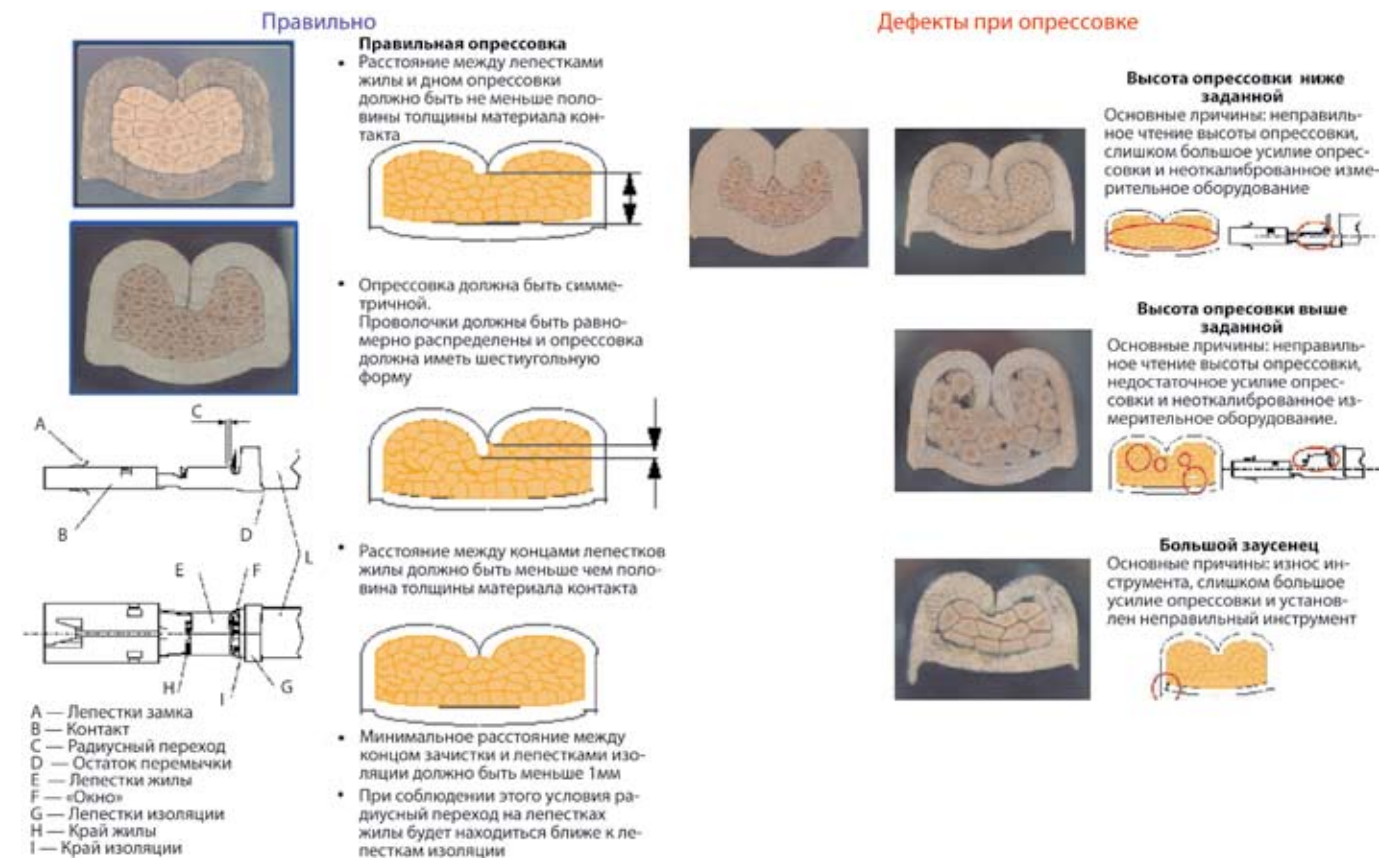 Правильно
Правильная опрессовка
• Расстояние между лепестками
жилы и дном опрессовки
должно быть не меньше поло-
вины толщины материала кон-
такта
• Опрессовка должна быть симме-
тричной.
Проволочки должны быть равно-
мерно распределены и опрессовка
должна иметь шестиугольную
форму
• Расстояние между концами лепестков
жилы должно быть меньше чем поло-
вина толщины материала контакта
• Минимальное расстояние между
концом зачистки и лепестками изо-
ляции должно быть меньше 1мм
• При соблюдении этого условия ра-
диусный переход на лепестках
жилы будет находиться ближе к ле-
песткам изоляции
C
A
B
D
L
E
F
H
I
G
A — Лепестки замка
B — Контакт
C — Радиусный переход
D — Остаток перемычки
E — Лепестки жилы
F — «Окно»
G — Лепестки изоляции
H — Край жилы
I — Край изоляции
Дефекты при опрессовке
Высота опрессовки ниже
заданной
Основные лричины: неправиль-
ное чтение высоты опрессовки,
слишком большое усилие опрес-
совки и неоткалиброванное изме-
рительное оборудование
Высота опресовки выше
заданной
Основные причины: неправиль-
ное чтение высоты опрессовки,
недостаточное усилие опрес-
совки и неоткалиброванное из-
мерительное оборудование.
Большой заусенец
Основные причины: износ ин-
струмента, слишком большое
усилие опрессовки и установ-
лен неправильный инструмент